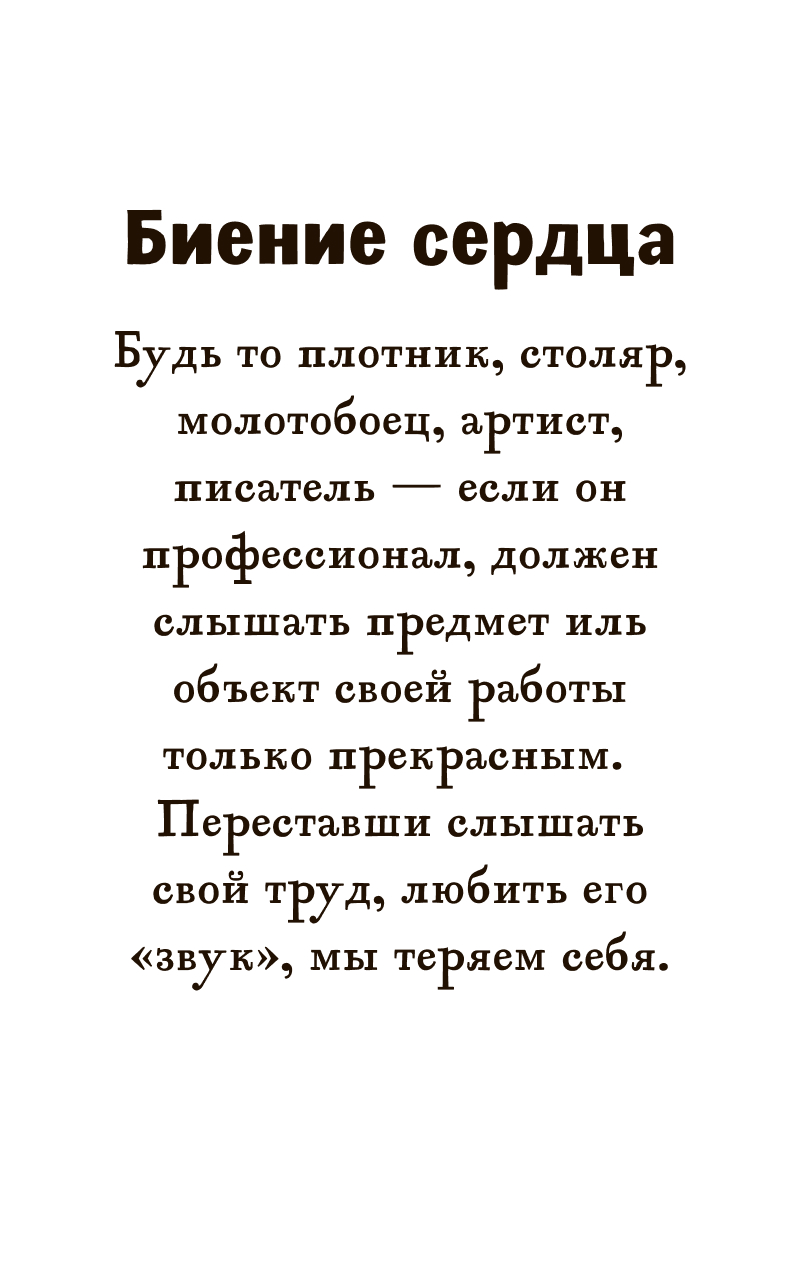 Биение сердца
Будь то плотник, столяр,
молотобоец, артист,
писатель — если он
профессионал, должен
слышать предмет иль
объект своей работы
только прекрасным.
Переставши слышать
свой труд, любить его
«звук», мы теряем себя.